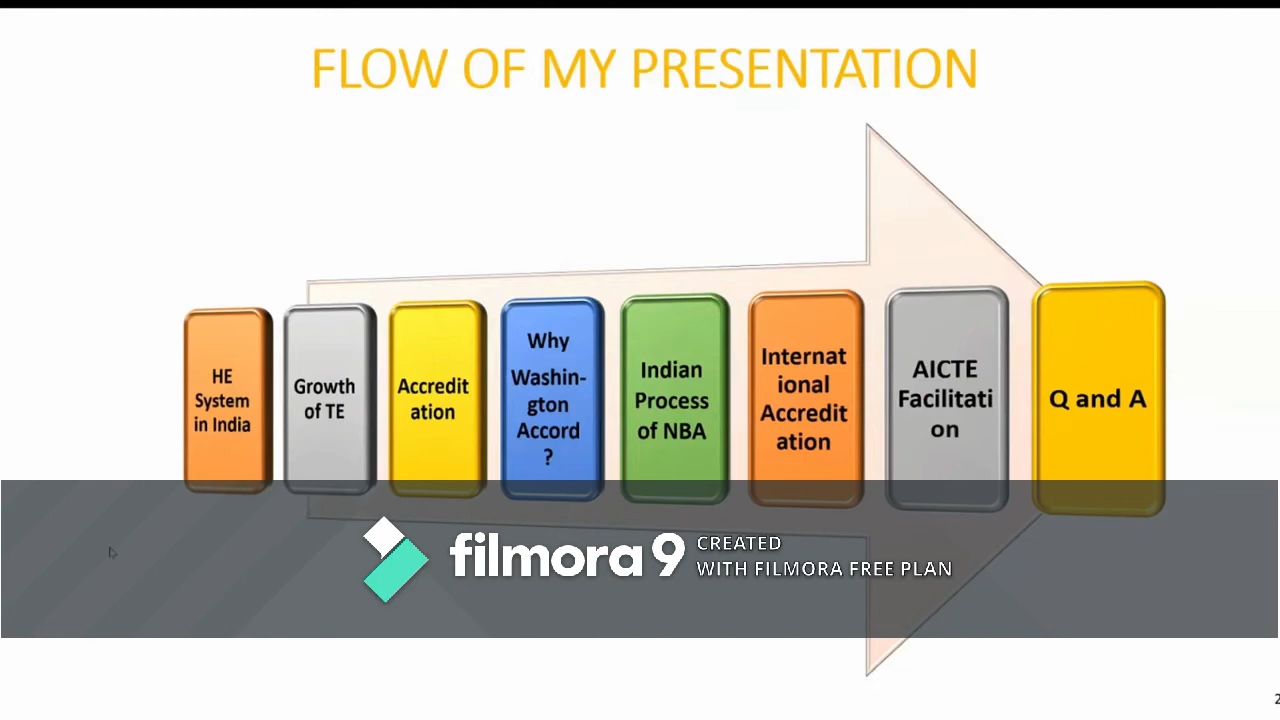 FLOW OF MY PRESENTATION
HE
System
in India
Growth
of TE
Accredit
ation
Why
Washin-
gton
Accord
?
Indian
Process
of NBA
Internat
ional
Accredit
ation
AICTE
Facilitati
on
Q and A
filmora 9
CREATED
WITH FILMORA FREE PLAN
2